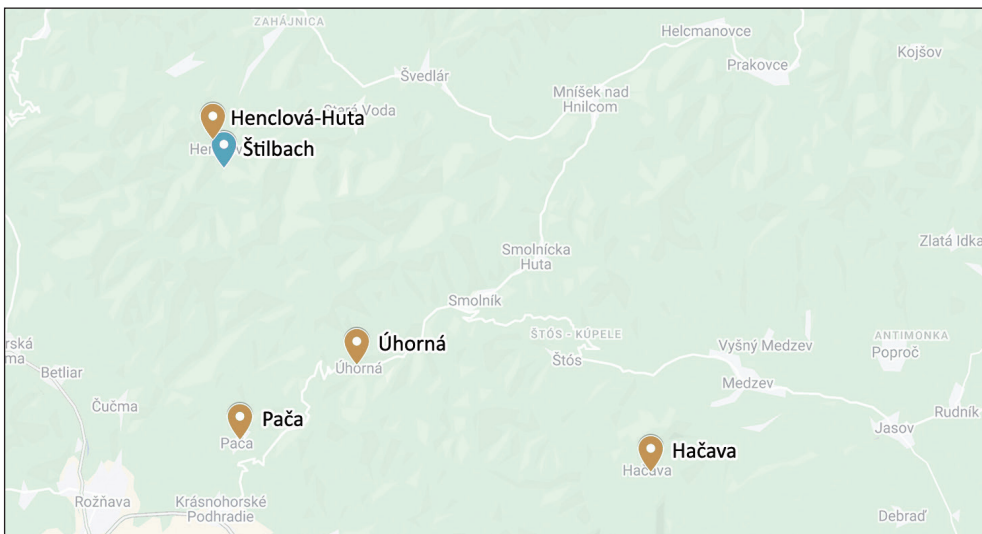 ZAHÁJNICA
Helcmanovce
Kojšov
Prakovce
Švedlár
Mníšek nad
Hnilcom
Stará Voda
Henclová-Huta
Štilbach
Zlatá Idka
Smolnícka
Huta
Smolník
ŠTÓS - KÚPELE
ANTIMONKA
Poproč
Úhorná
Úhorná
Štós
Vyšný Medzev
Medzev
Betliar
Čučma
Rudník
Pača
Pača
Jasov
Hačava
Hačava
Rožňava
Krásnohorské
Podhradie
Debraď